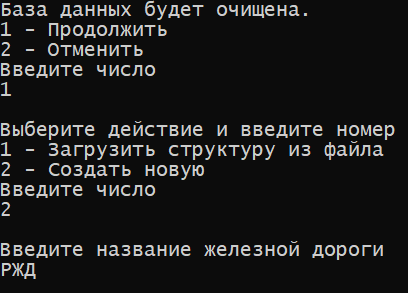 База данных будет очищена.
1 - Продолжить
2 - Отменить
Введите число
1
Выберите действие и введите номер
1 - Загрузить структуру из файла
2 - Создать новую
Введите число
2
Введите название железной дороги
РЖД